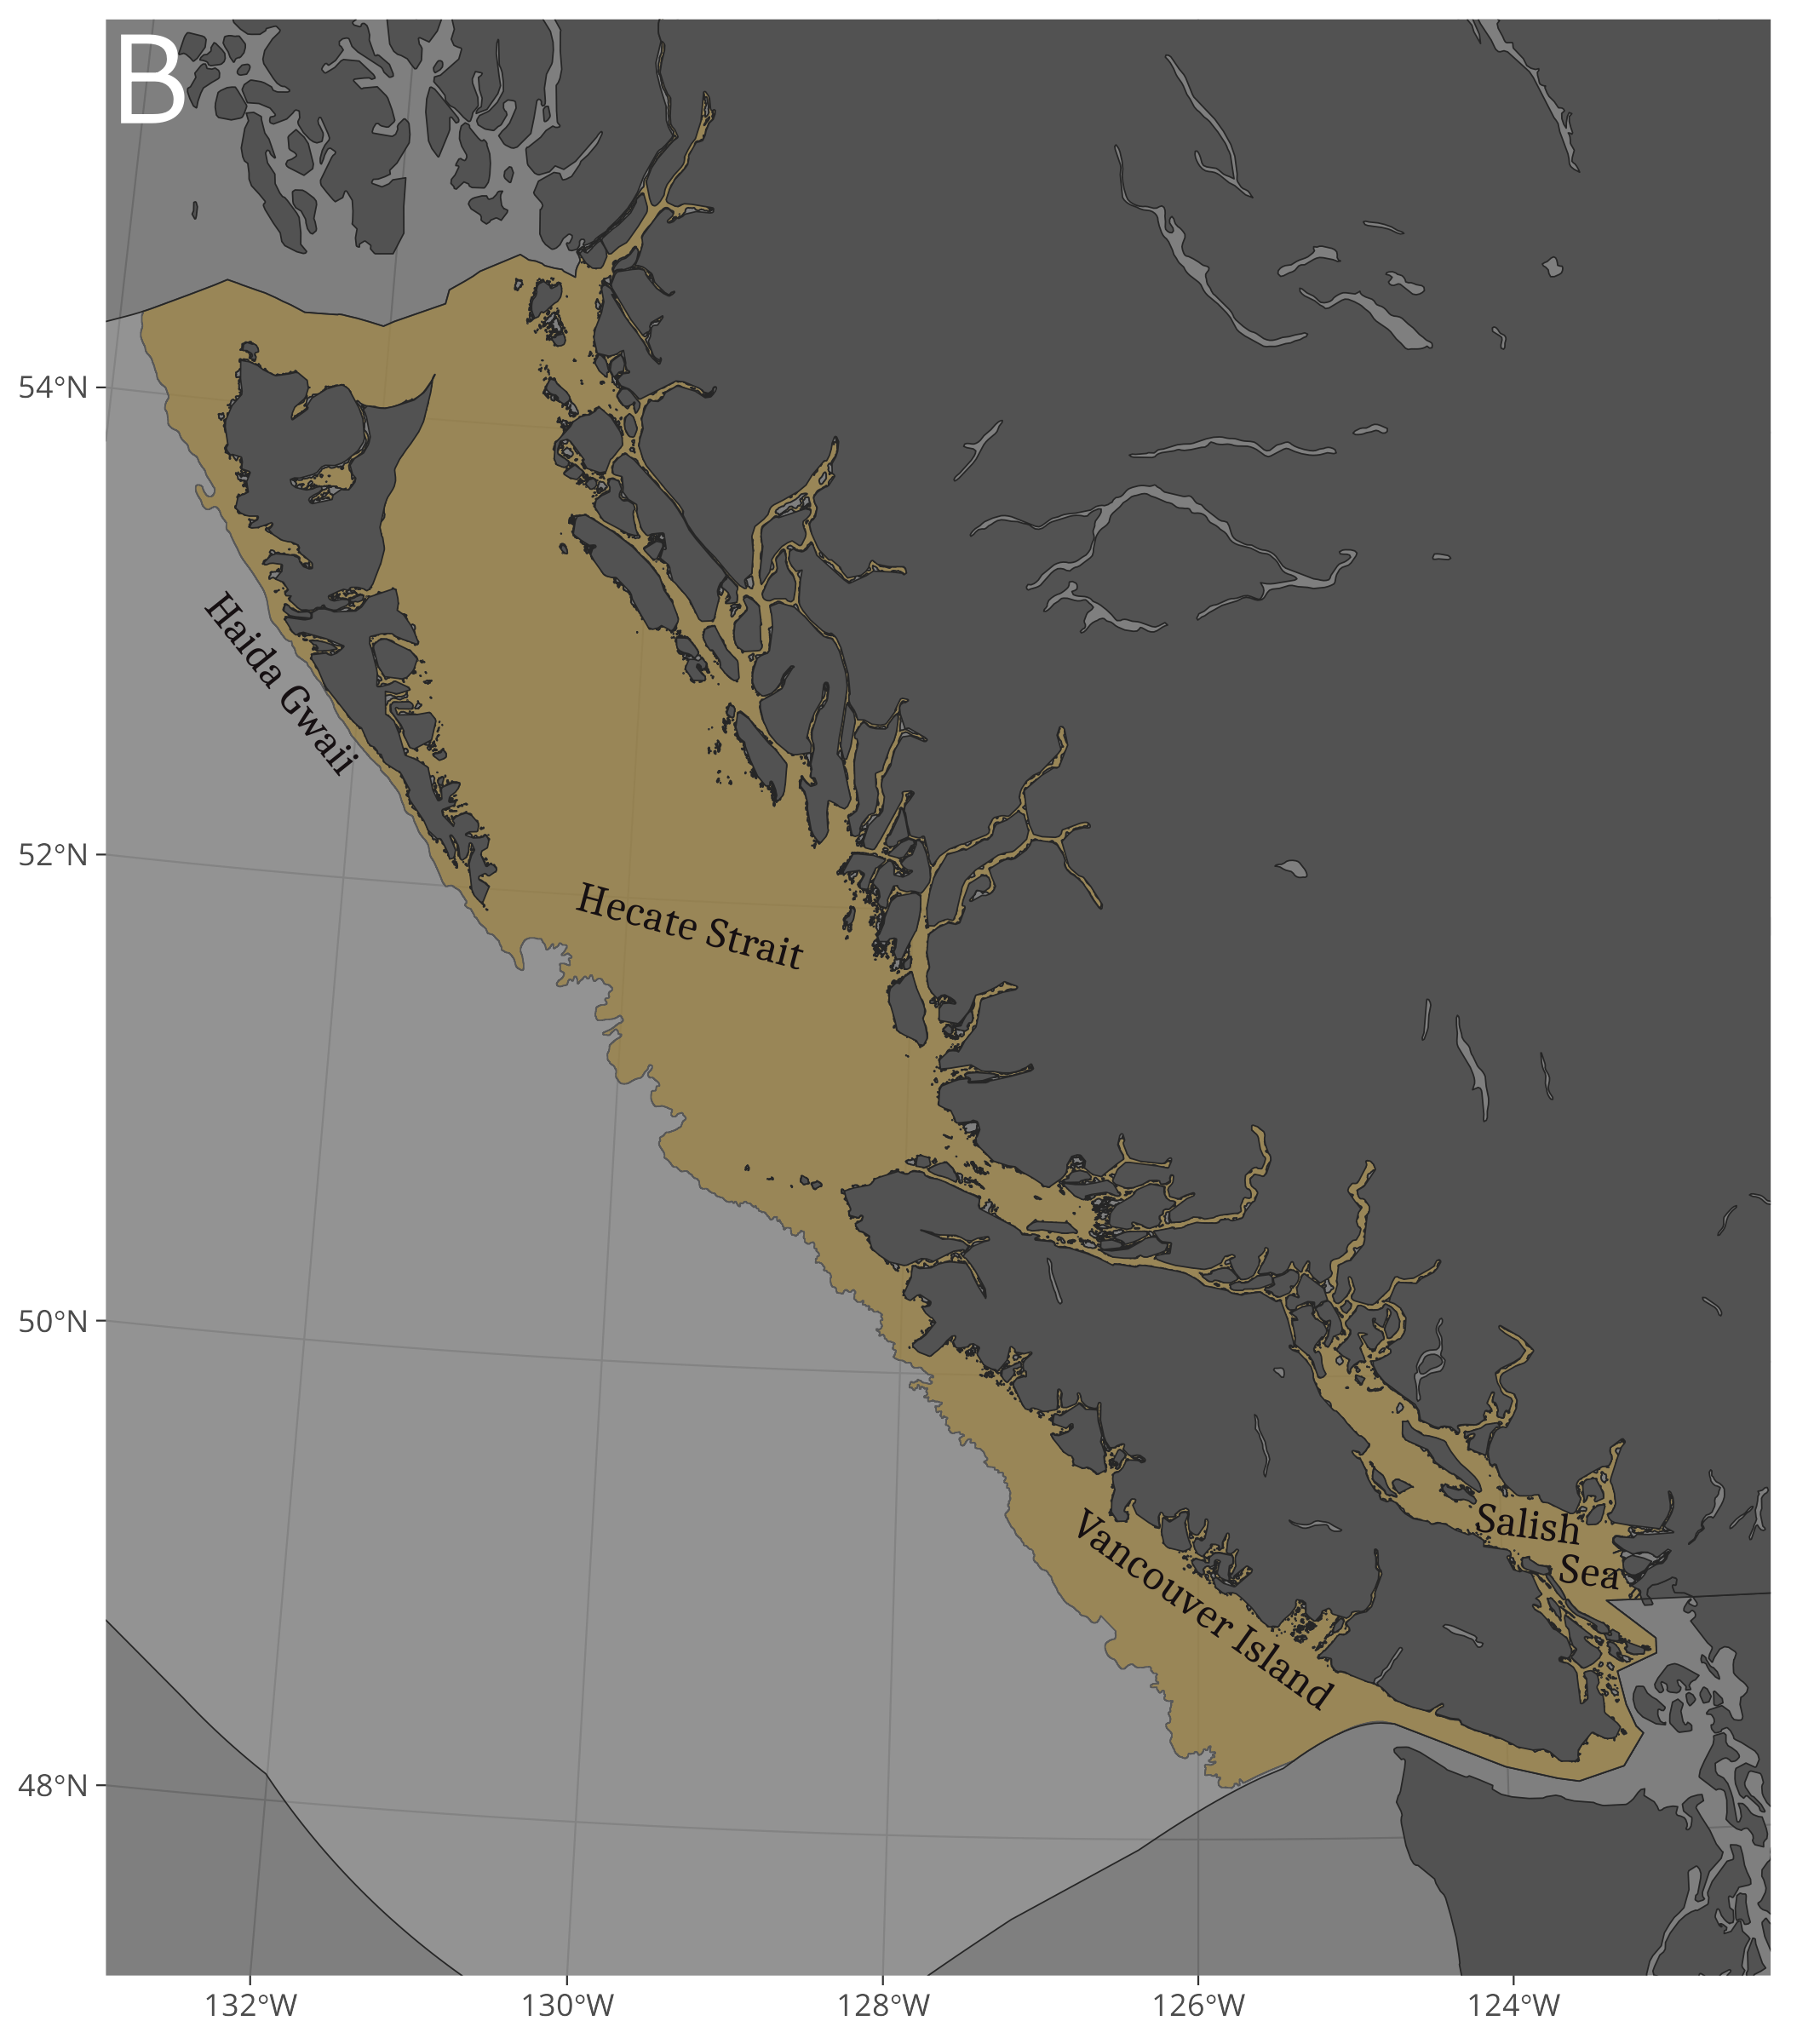 B
54°N
Haida Gwaii
52°N
Hecate Strait
50°N
Salish
Sea
Vancouver Island
48°N
132°W
130°W
128°W
126°W
124°W